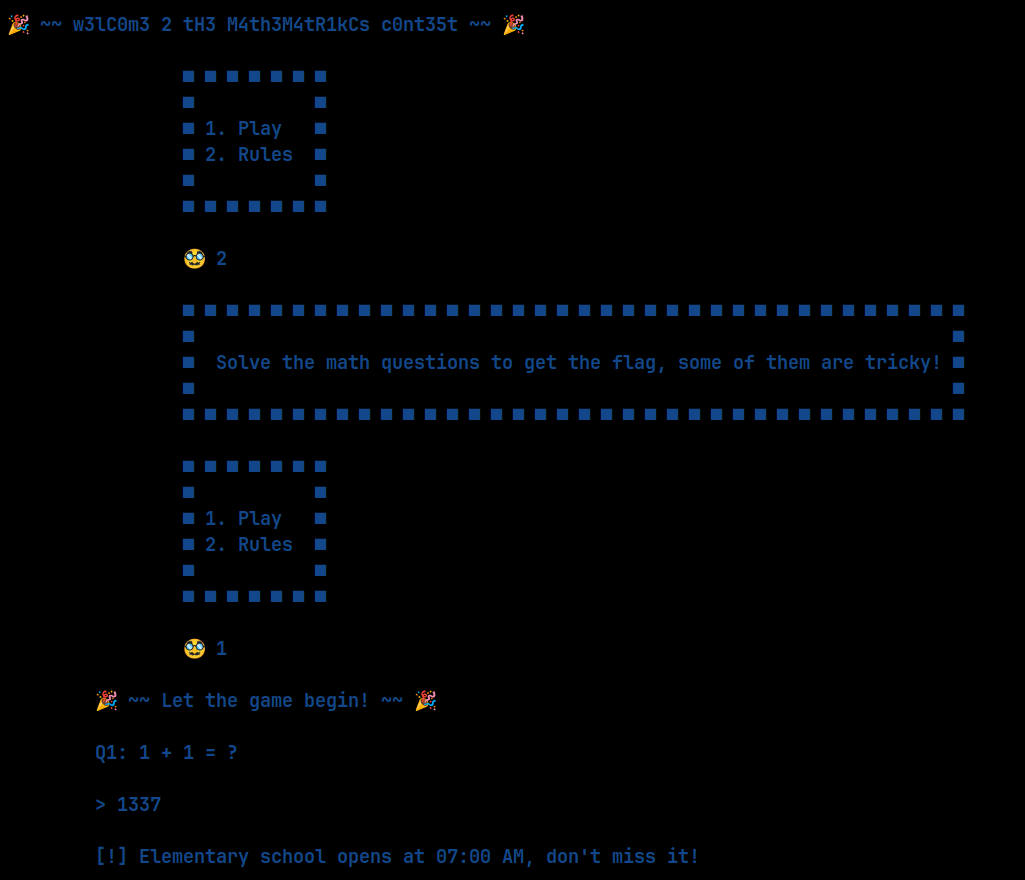 🎉 ~~ w3lC0m3 2 tH3 M4th3M4tR1kCs c0nt35t ~~ 🎉
■ ■ ■ ■ ■ ■ ■
■           ■
■ 1. Play   ■
■ 2. Rules  ■
■           ■
■ ■ ■ ■ ■ ■ ■
🥸 2
■ ■ ■ ■ ■ ■ ■ ■ ■ ■ ■ ■ ■ ■ ■ ■ ■ ■ ■ ■ ■ ■ ■ ■ ■ ■ ■ ■ ■ ■ ■ ■ ■ ■ ■ ■
■                                                                     ■
■  Solve the math questions to get the flag, some of them are tricky! ■
■                                                                     ■
■ ■ ■ ■ ■ ■ ■ ■ ■ ■ ■ ■ ■ ■ ■ ■ ■ ■ ■ ■ ■ ■ ■ ■ ■ ■ ■ ■ ■ ■ ■ ■ ■ ■ ■ ■
■ ■ ■ ■ ■ ■ ■
■           ■
■ 1. Play   ■
■ 2. Rules  ■
■           ■
■ ■ ■ ■ ■ ■ ■
🥸 1
🎉 ~~ Let the game begin! ~~ 🎉
Q1: 1 + 1 = ?
> 1337
[!] Elementary school opens at 07:00 AM, don't miss it!